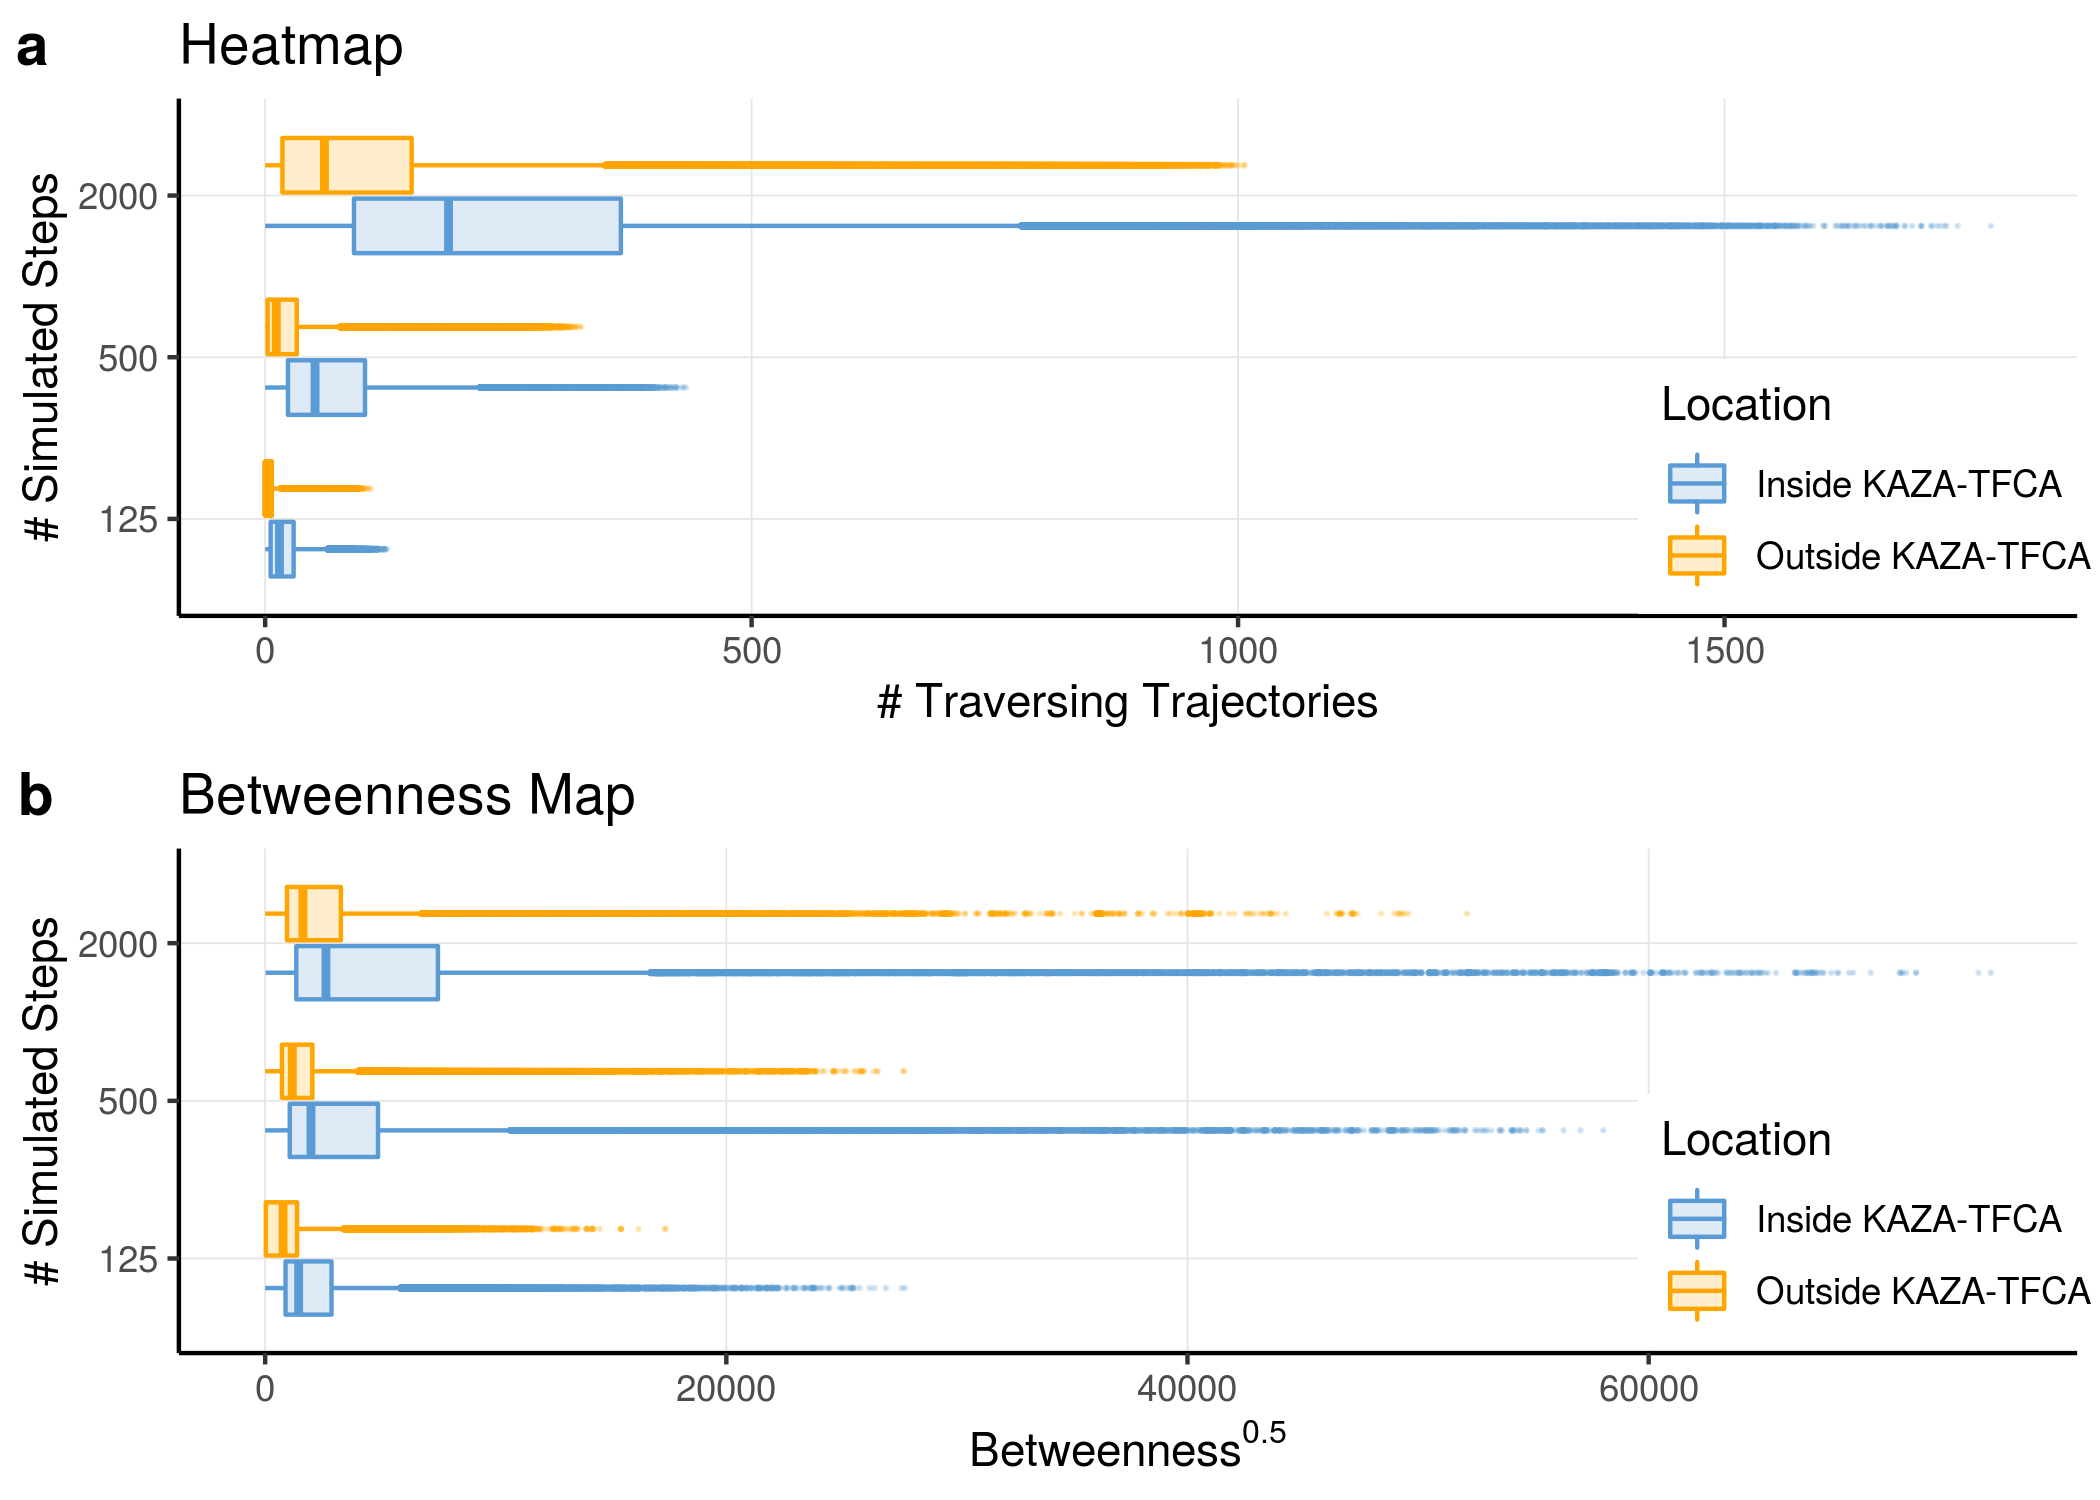 a
Heatmap
# Simulated Steps
2000
500
125
0 500 1000 1500
# Traversing Trajectories
Location
Inside KAZA-TFCA
Outside KAZA-TFCA
b
Betweenness Map
# Simulated Steps
2000
500
125
0 20000 40000 60000
Betweenness^0.5
Location
Inside KAZA-TFCA
Outside KAZA-TFCA